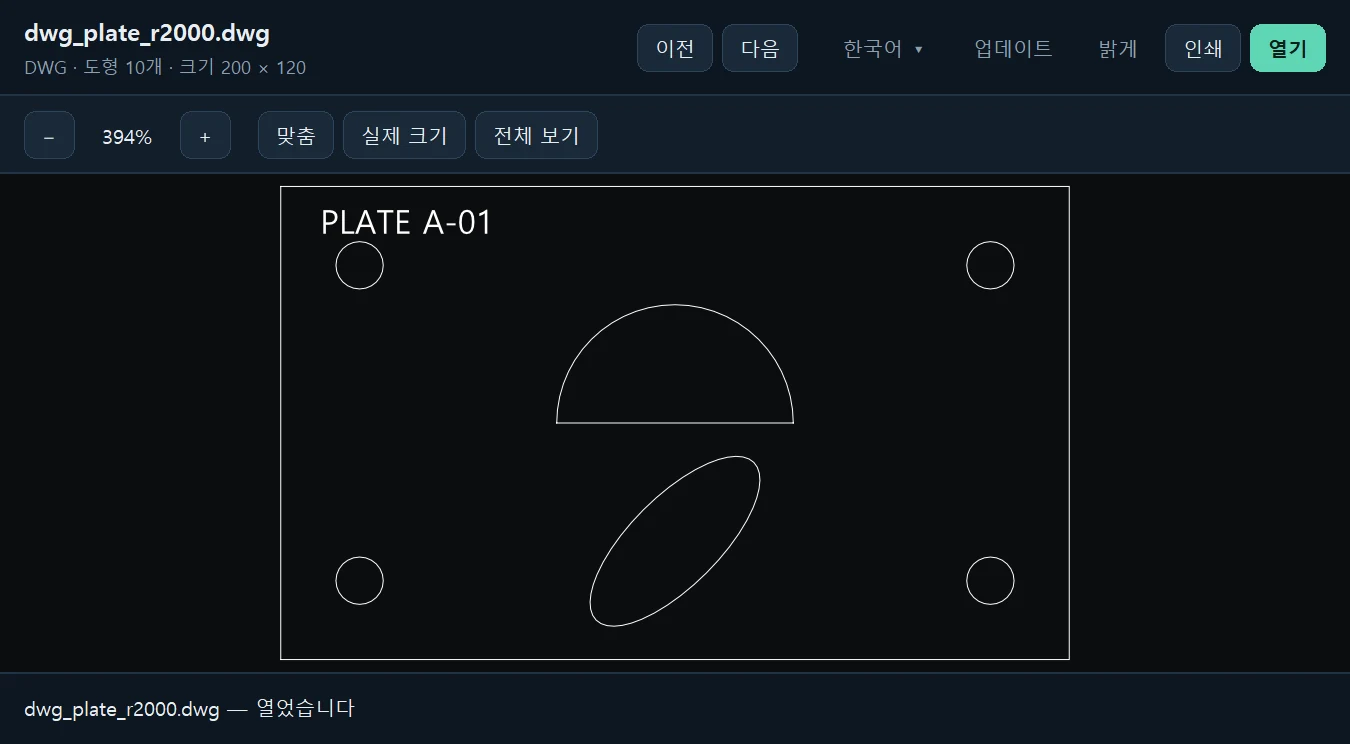 dwg_plate_r2000.dwg
DWG · 도형 10개 · 크기 200 × 120
이전 다음 한국어 ▾ 업데이트 밝게 인쇄 열기
− 394% + 맞춤 실제 크기 전체 보기
PLATE A-01
dwg_plate_r2000.dwg — 열었습니다